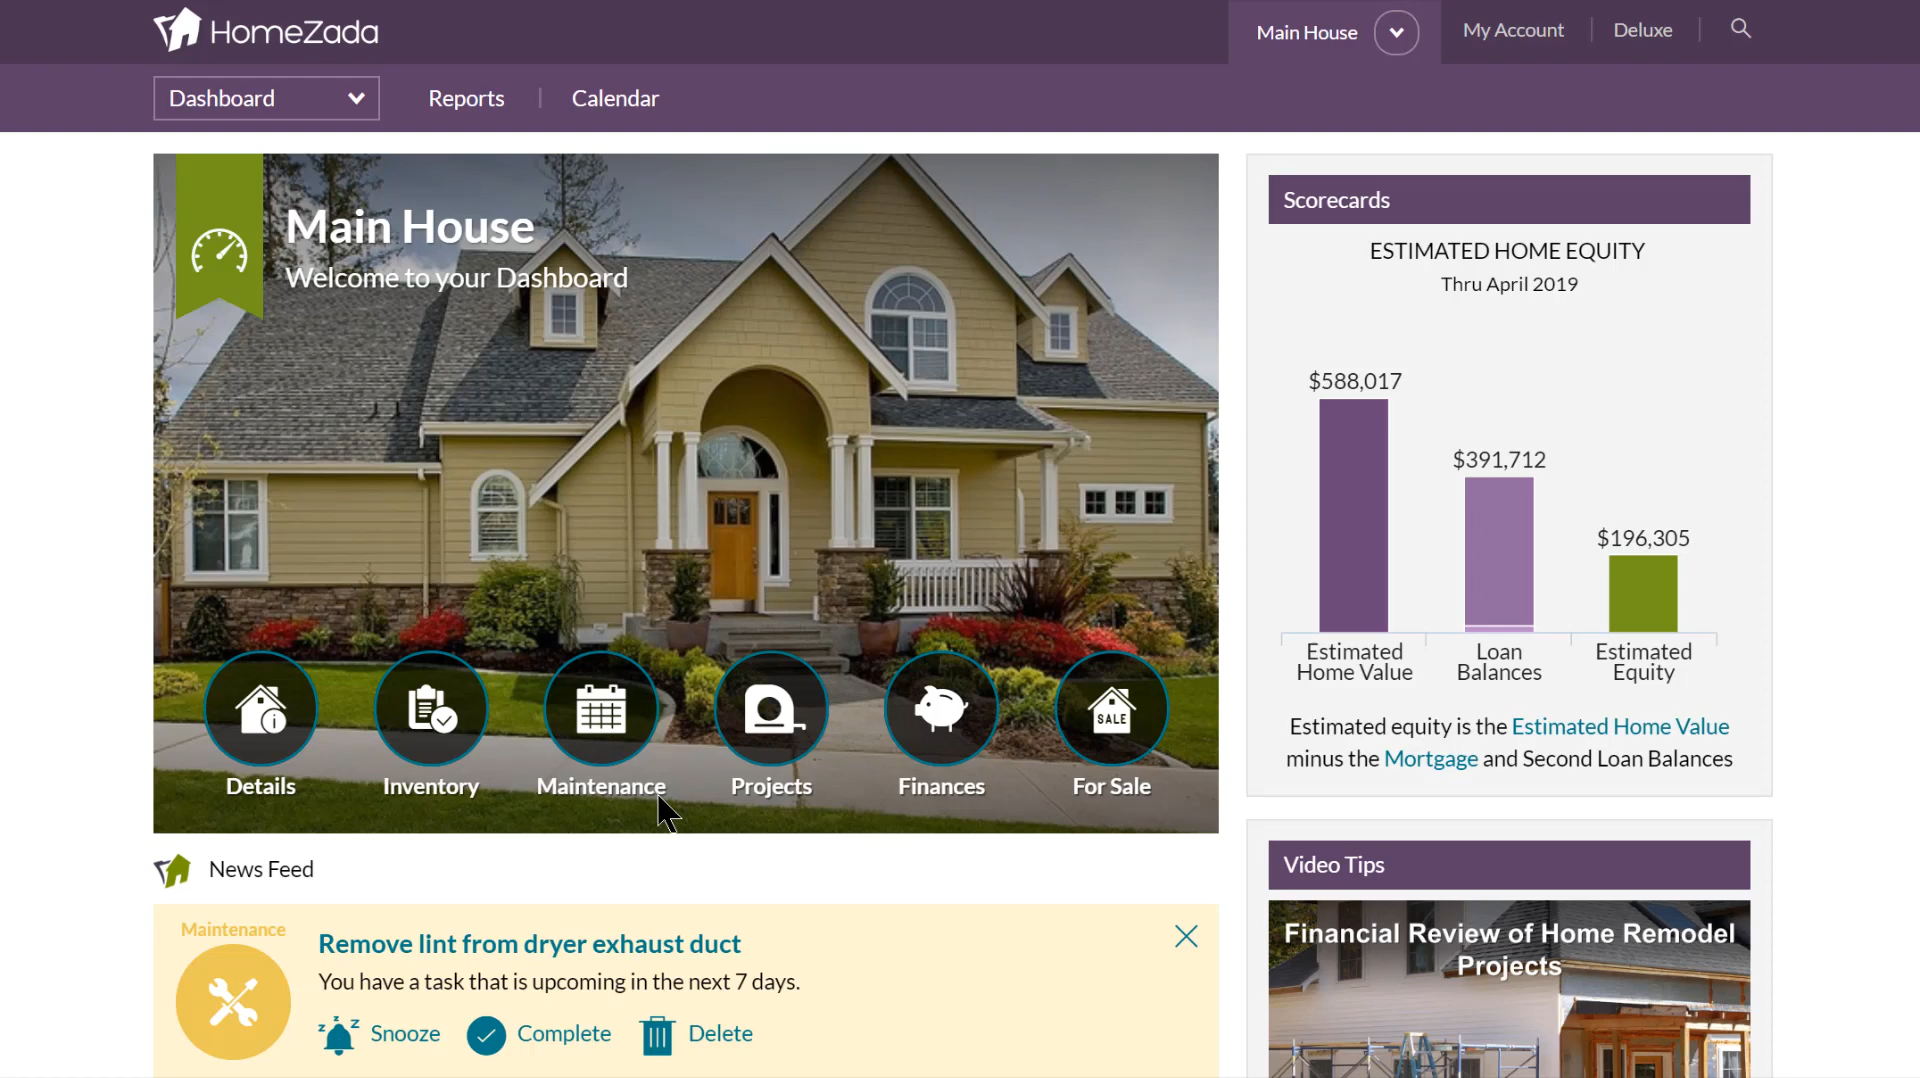 HomeZada
Main House
My Account
Deluxe
Dashboard
Reports
Calendar
Main House
Welcome to your Dashboard
Details
Inventory
SALE
Maintenance
Projects
Finances
For Sale
News Feed
Maintenance
Remove lint from dryer exhaust duct
You have a task that is upcoming in the next 7 days.
z z z
Snooze
Complete
Delete
Scorecards
ESTIMATED HOME EQUITY
Thru April 2019
$588,017
$391,712
$196,305
Estimated
Home Value
Loan
Balances
Estimated
Equity
Estimated equity is the Estimated Home Value
minus the Mortgage and Second Loan Balances
Video Tips
Financial Review of Home Remodel
Projects